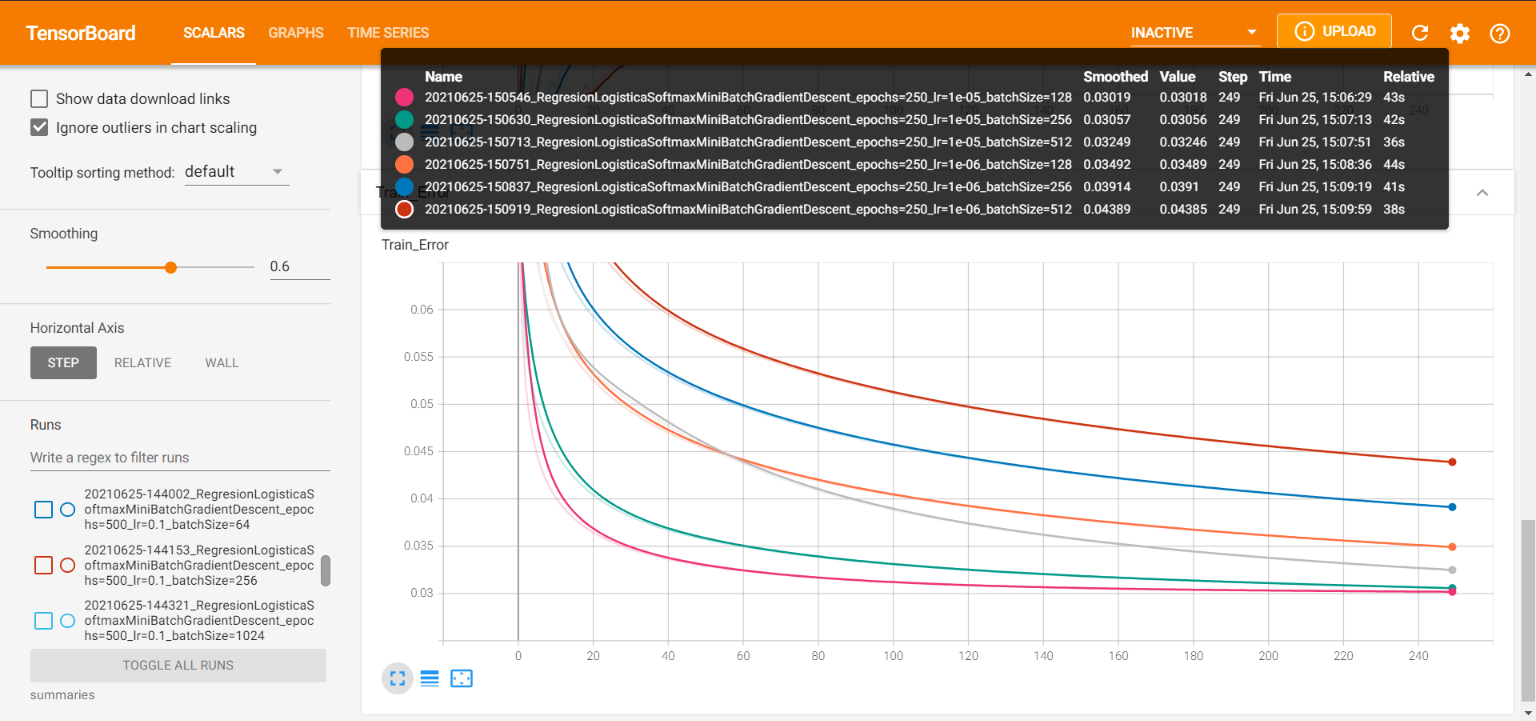 TensorBoard SCALARS GRAPHS TIME SERIES INACTIVE UPLOAD
Show data download links
Ignore outliers in chart scaling
Tooltip sorting method: default
Smoothing
0.6
Horizontal Axis
STEP RELATIVE WALL
Runs
Write a regex to filter runs
20210625-144002_RegresionLogisticaS
oftmaxMiniBatchGradientDescent_epoc
hs=500_lr=0.1_batchSize=64
20210625-144153_RegresionLogisticaS
oftmaxMiniBatchGradientDescent_epoc
hs=500_lr=0.1_batchSize=256
20210625-144321_RegresionLogisticaS
oftmaxMiniBatchGradientDescent_epoc
hs=500_lr=0.1_batchSize=1024
TOGGLE ALL RUNS
summaries
Name Smoothed Value Step Time Relative
20210625-150546_RegresionLogisticaSoftmaxMiniBatchGradientDescent_epochs=250_lr=1e-05_batchSize=128 0.03019 0.03018 249 Fri Jun 25, 15:06:29 43s
20210625-150630_RegresionLogisticaSoftmaxMiniBatchGradientDescent_epochs=250_lr=1e-05_batchSize=256 0.03057 0.03056 249 Fri Jun 25, 15:07:13 42s
20210625-150713_RegresionLogisticaSoftmaxMiniBatchGradientDescent_epochs=250_lr=1e-05_batchSize=512 0.03249 0.03246 249 Fri Jun 25, 15:07:51 36s
20210625-150751_RegresionLogisticaSoftmaxMiniBatchGradientDescent_epochs=250_lr=1e-06_batchSize=128 0.03492 0.03489 249 Fri Jun 25, 15:08:36 44s
20210625-150837_RegresionLogisticaSoftmaxMiniBatchGradientDescent_epochs=250_lr=1e-06_batchSize=256 0.03914 0.0391 249 Fri Jun 25, 15:09:19 41s
20210625-150919_RegresionLogisticaSoftmaxMiniBatchGradientDescent_epochs=250_lr=1e-06_batchSize=512 0.04389 0.04385 249 Fri Jun 25, 15:09:59 38s
Train_Error
Train_Error
0.06
0.055
0.05
0.045
0.04
0.035
0.03
0 20 40 60 80 100 120 140 160 180 200 220 240